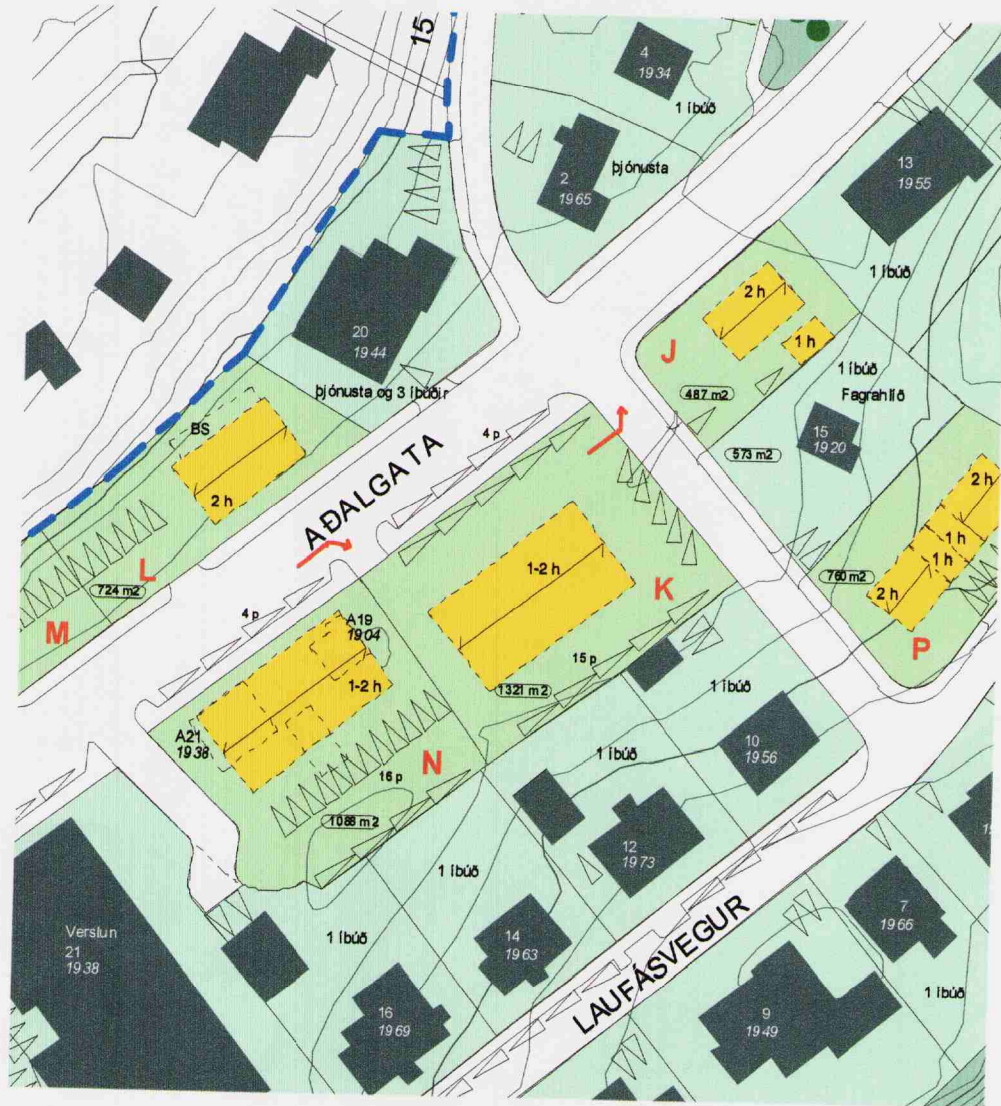 15
4
1934
1 íbúð
2
1965
þjónusta
13
1955
1 íbúð
20
1944
þjónusta og 3 íbúðir
2 h
1 h
J
487 m2
1 íbúð
Fagrahlíð
15
1920
573 m2
BS
2 h
L
724 m2
M
AÐALGATA
4 p
4 p
1-2 h
K
1321 m2
15 p
2 h
1 h
1 h
2 h
760 m2
P
A19
1904
1-2 h
A21
1938
16 p
N
1088 m2
1 íbúð
10
1956
1 íbúð
12
1973
1 íbúð
1 íbúð
14
1963
16
1969
Verslun
21
1938
LAUFÁSVEGUR
7
1966
9
1949
1 íbúð